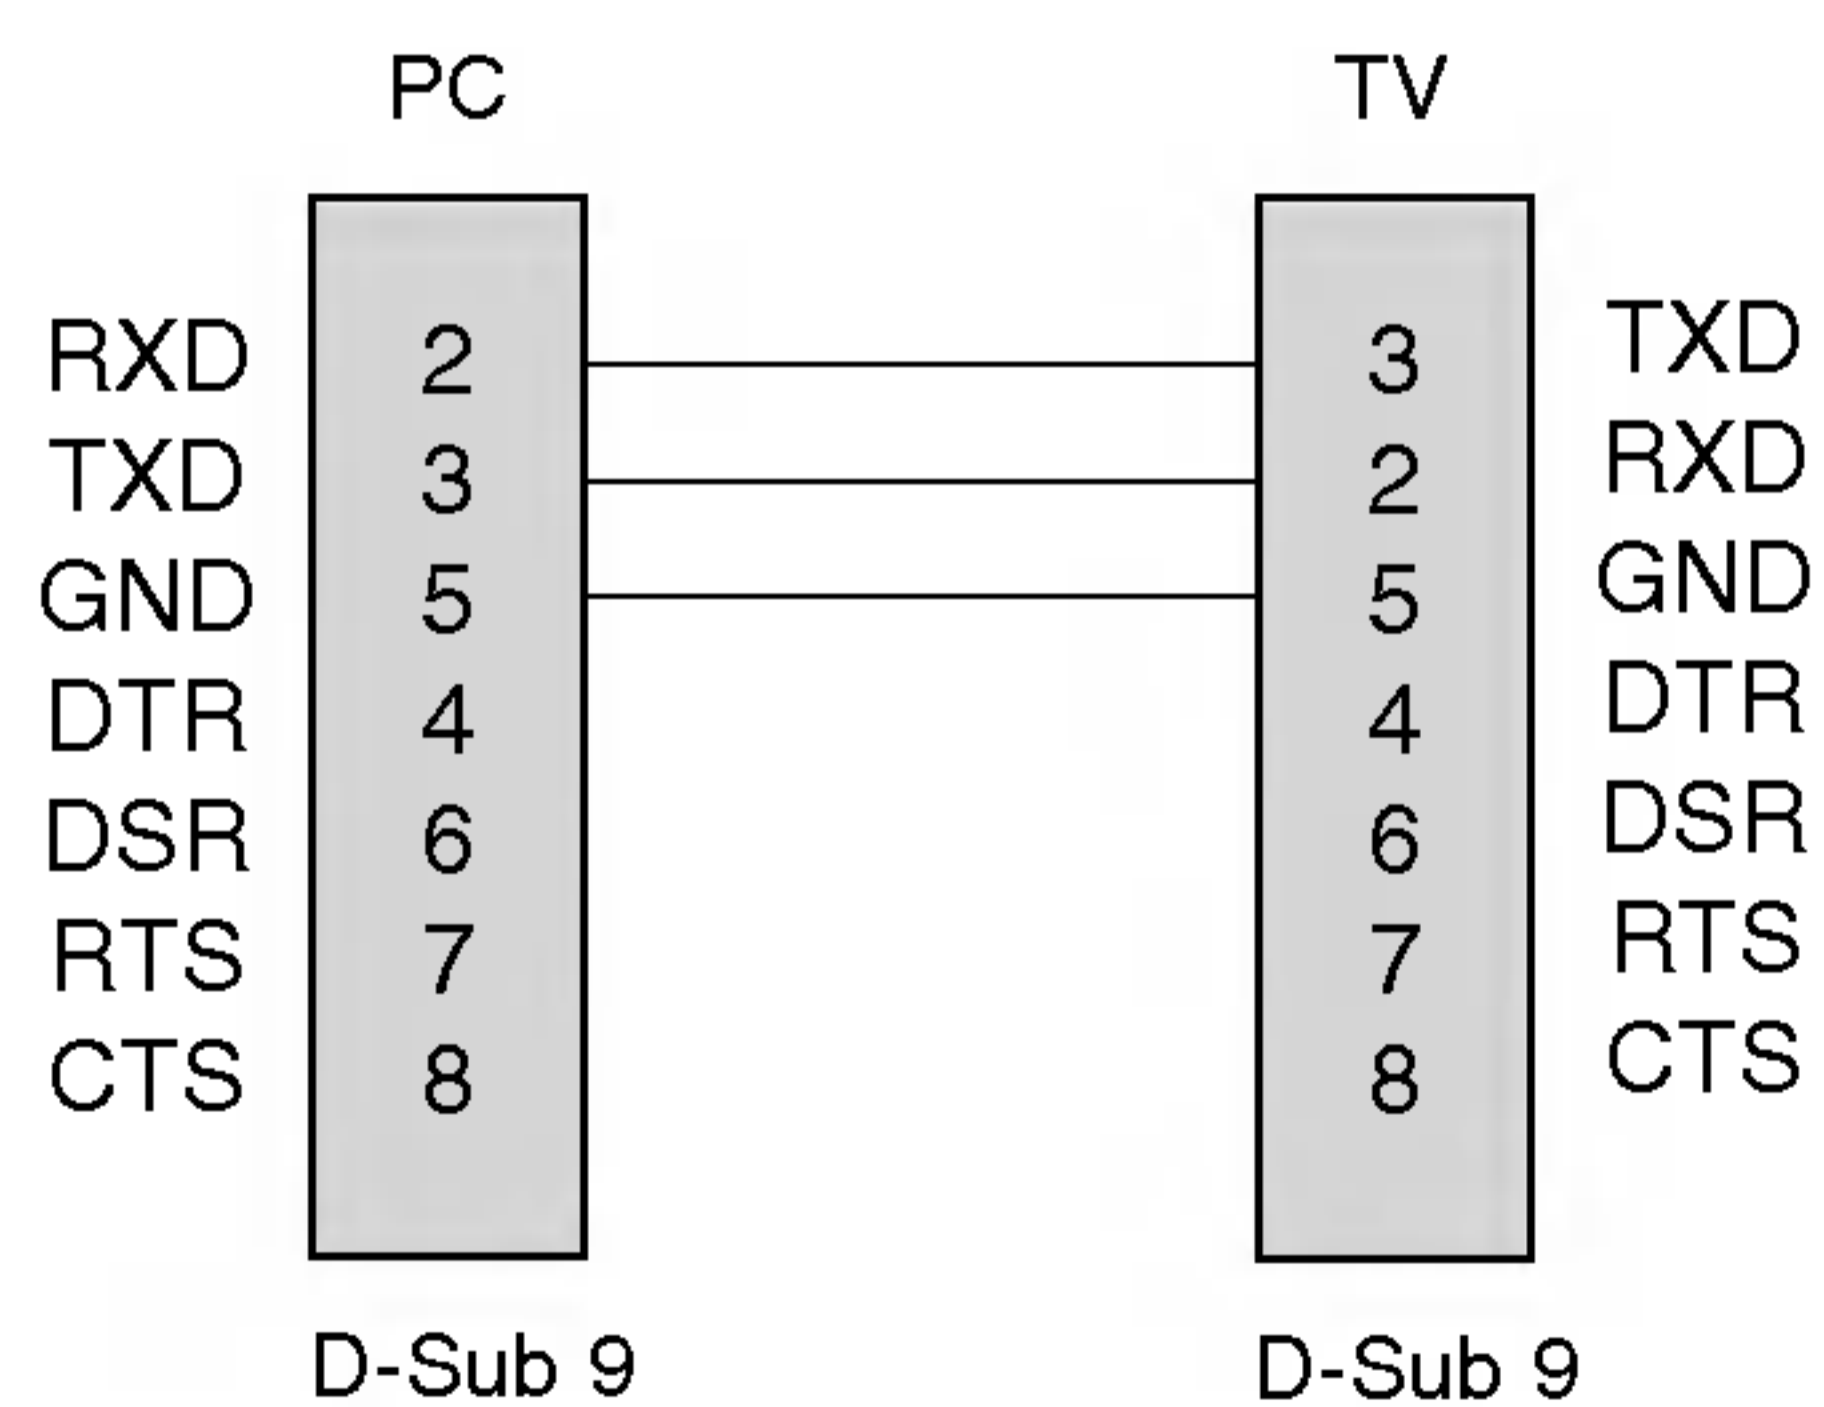 PC TV
RXD 2 3 TXD
TXD 3 2 RXD
GND 5 5 GND
DTR 4 4 DTR
DSR 6 6 DSR
RTS 7 7 RTS
CTS 8 8 CTS
D-Sub 9 D-Sub 9